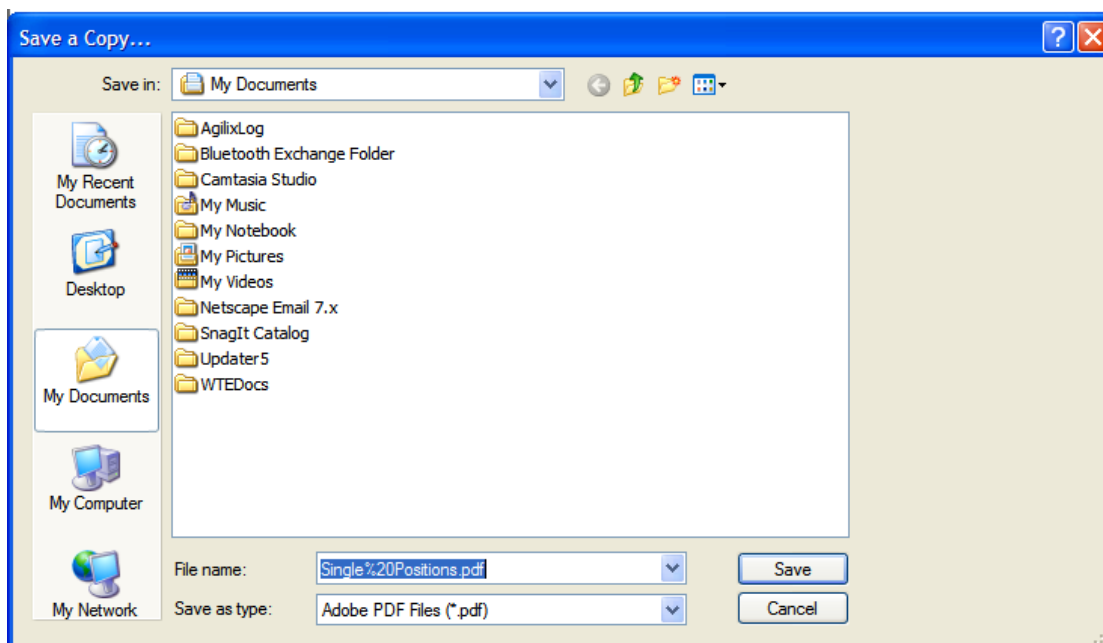 Save a Copy...
Save in:
My Documents
My Recent
Documents
Desktop
My Documents
My Computer
My Network
AgilixLog
Bluetooth Exchange Folder
Camtasia Studio
My Music
My Notebook
My Pictures
My Videos
Netscape Email 7.x
SnagIt Catalog
Updater5
WTEDocs
File name:
Single%20Positions.pdf
Save
Save as type:
Adobe PDF Files (*.pdf)
Cancel